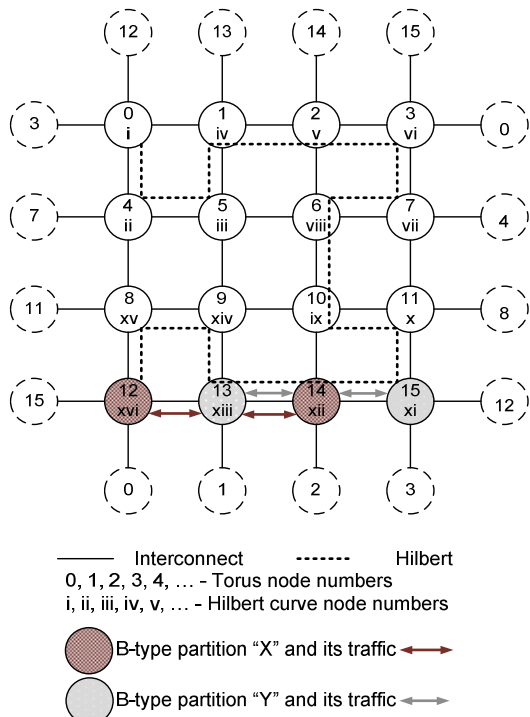 12 13 14 15
3 0 1 2 3 0
i iv v vi
7 4 5 6 7 4
ii iii viii vii
11 8 9 10 11 8
xv xiv ix x
15 12 13 14 15 12
xvi xiii xii xi
0 1 2 3
Interconnect Hilbert
0, 1, 2, 3, 4, … - Torus node numbers
i, ii, iii, iv, v, … - Hilbert curve node numbers
B-type partition “X” and its traffic
B-type partition “Y” and its traffic